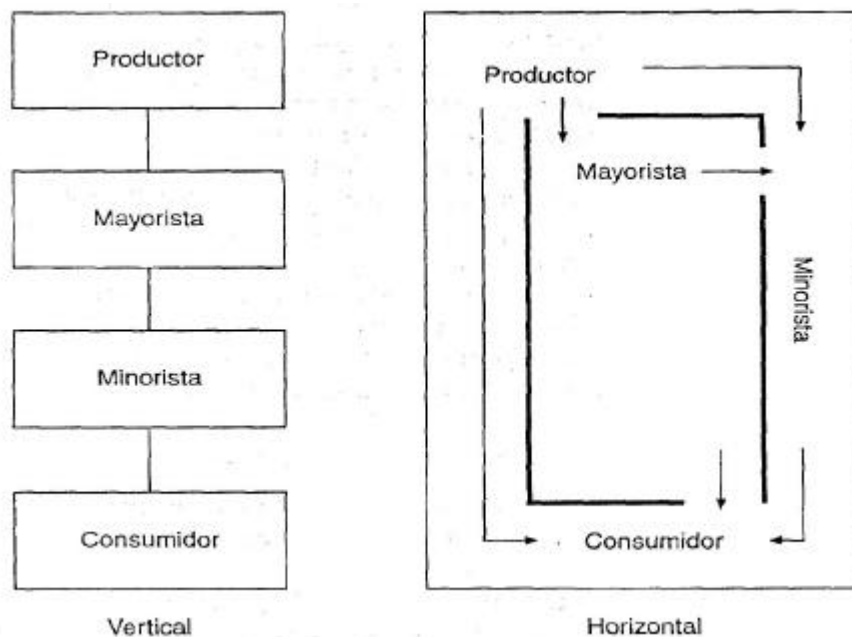 Productor
Mayorista
Minorista
Consumidor
Vertical
Productor
Mayorista
Minorista
Consumidor
Horizontal